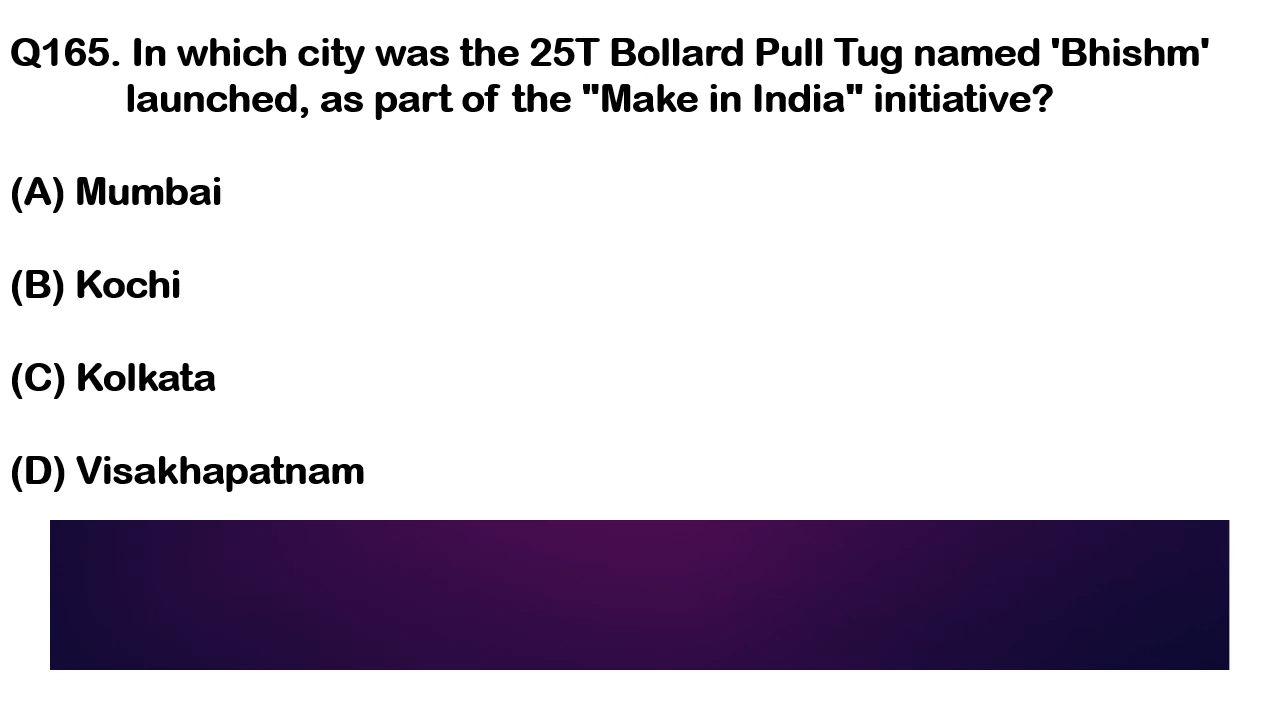 Q165. In which city was the 25T Bollard Pull Tug named 'Bhishm'
launched, as part of the "Make in India" initiative?
(A) Mumbai
(B) Kochi
(C) Kolkata
(D) Visakhapatnam